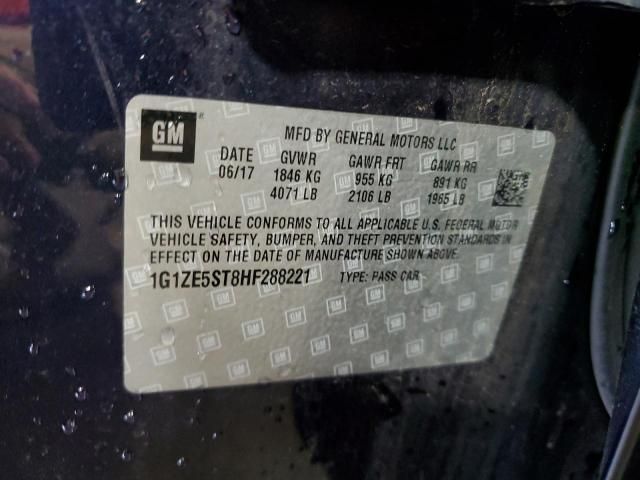 GM
MFD BY GENERAL MOTORS LLC
DATE GVWR GAWR FRT GAWR RR
06/17 1846 KG 955 KG 891 KG
4071 LB 2106 LB 1965 LB
THIS VEHICLE CONFORMS TO ALL APPLICABLE U.S. FEDERAL MOTOR
VEHICLE SAFETY, BUMPER, AND THEFT PREVENTION STANDARDS IN
EFFECT ON THE DATE OF MANUFACTURE SHOWN ABOVE.
1G1ZE5ST8HF288221 TYPE: PASS CAR